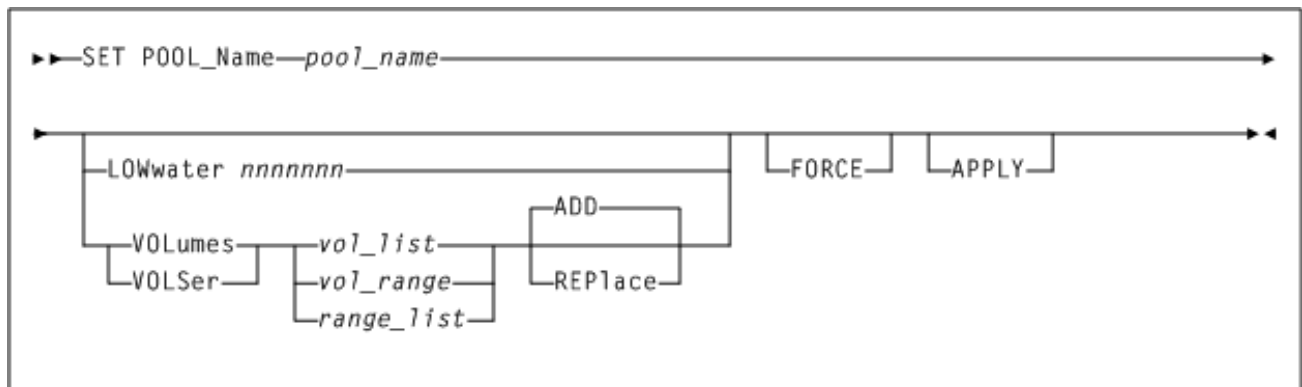 SET POOL_Name pool_name
LOWwater nnnnnnn FORCE APPLY
ADD
VOLumes vol_list
VOLSer vol_range REPlace
range_list